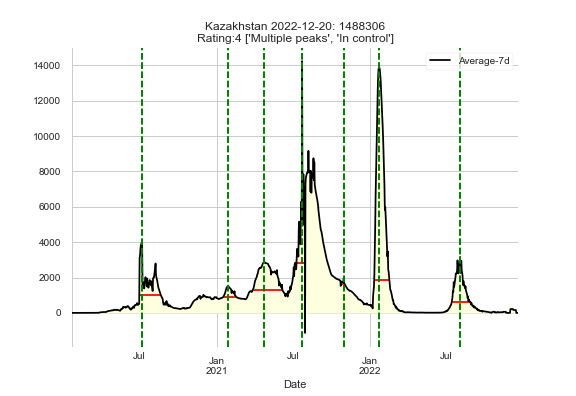 Kazakhstan 2022-12-20: 1488306
Rating:4 ['Multiple peaks', 'In control']
Average-7d
14000
12000
10000
8000
6000
4000
2000
0
Jul
Jan
2021
Jul
Jan
2022
Jul
Date